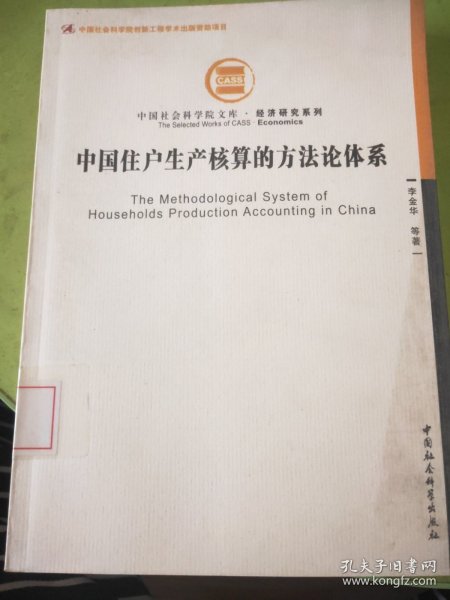 中国社会科学院创新工程学术出版资助项目
CASS
中国社会科学院文库·经济研究系列
The Selected Works of CASS · Economics
中国住户生产核算的方法论体系
The Methodological System of
Households Production Accounting in China
李金华 等著
中国社会科学出版社
孔夫子旧书网
www.kongfz.com